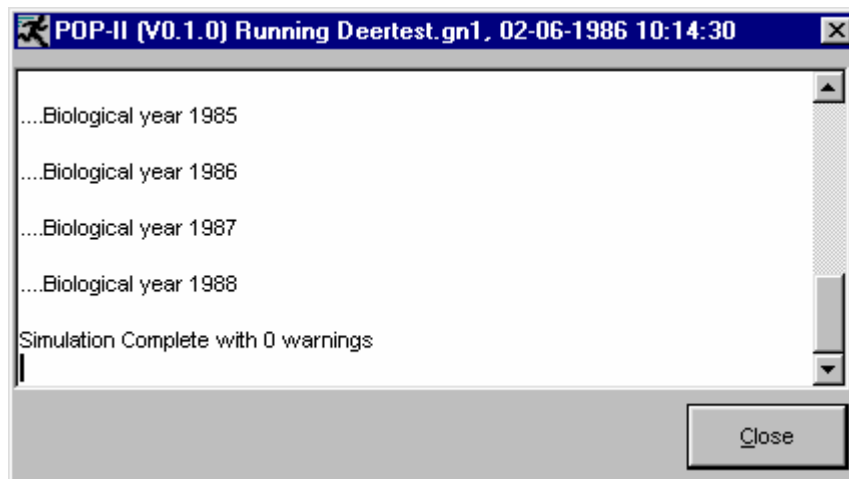 POP-II (V0.1.0) Running Deertest.gn1, 02-06-1986 10:14:30
....Biological year 1985
....Biological year 1986
....Biological year 1987
....Biological year 1988
Simulation Complete with 0 warnings
Close